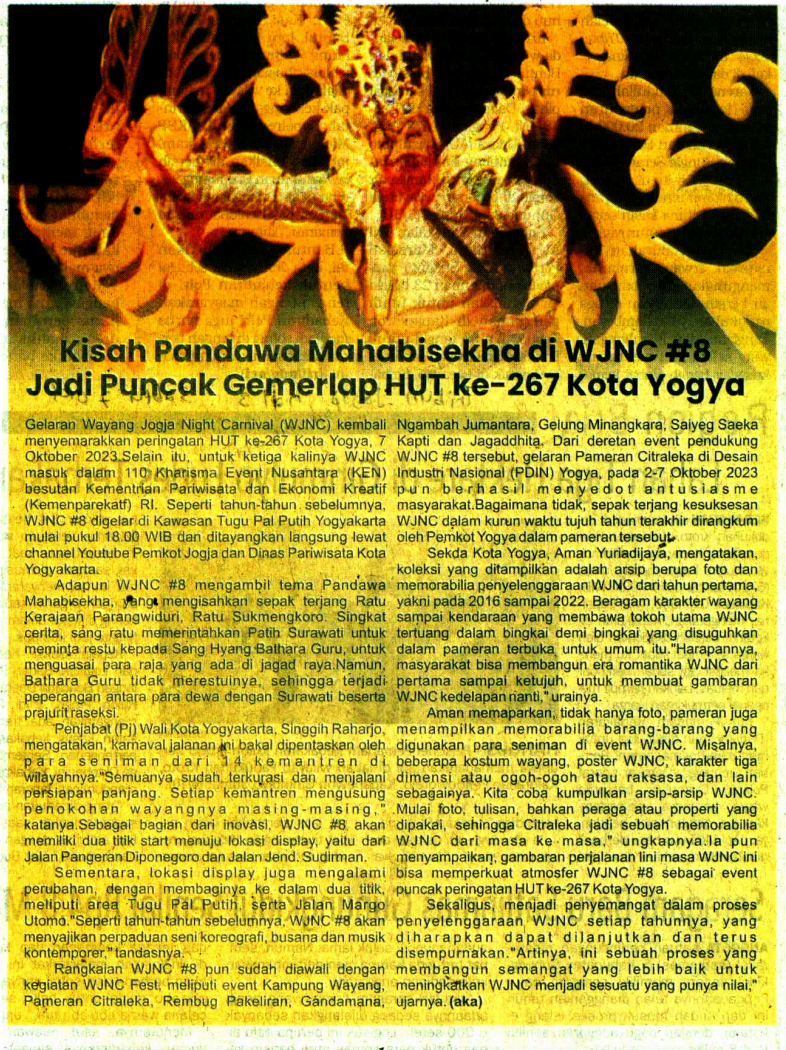 Kisah Pandawa Mahabisekha di WJNC #8
Jadi Puncak Gemerlap HUT ke-267 Kota Yogya
Gelaran Wayang Jogja Night Carnival (WJNC) kembali
menyemarakkan peringatan HUT ke-267 Kota Yogya, 7
Oktober 2023.Selain itu, untuk ketiga kalinya WJNC
masuk dalam 110 Kharisma Event Nusantara (KEN)
besutan Kementrian Pariwisata dan Ekonomi Kreatif
(Kemenparekatf) RI. Seperti tahun-tahun sebelumnya,
WJNC #8 digelar di Kawasan Tugu Pal Putih Yogyakarta
mulai pukul 18.00 WIB dan ditayangkan langsung lewat
channel Youtube Pemkot Jogja dan Dinas Pariwisata Kota
Yogyakarta.
Adapun WJNC #8 mengambil tema Pandawa
Mahabisekha, yang mengisahkan sepak terjang Ratu
Kerajaan Parangwiduri, Ratu Sukmengkoro. Singkat
cerita, sang ratu memerintahkan Patih Surawati untuk
meminta restu kepada Sang Hyang Bathara Guru, untuk
menguasai para raja yang ada di jagad raya.Namun,
Bathara Guru tidak merestuinya, sehingga terjadi
peperangan antara para dewa dengan Surawati beserta
prajurit raseksi.
Penjabat (Pj) Wali Kota Yogyakarta, Singgih Raharjo,
mengatakan, karnaval jalanan ini bakal dipentaskan oleh
para seniman dari 14 kemantren di
wilayahnya."Semuanya sudah terkurasi dan menjalani
persiapan panjang. Setiap kemantren mengusung
penokohan wayangnya masing-masing,"
katanya.Sebagai bagian dari inovasi, WJNC #8 akan
memiliki dua titik start menuju lokasi display, yaitu dari
Jalan Pangeran Diponegoro dan Jalan Jend. Sudirman.
Sementara, lokasi display juga mengalami
perubahan, dengan membaginya ke dalam dua titik,
meliputi area Tugu Pal Putih, serta Jalan Margo
Utomo."Seperti tahun-tahun sebelumnya, WJNC #8 akan
menyajikan perpaduan seni koreografi, busana dan musik
kontemporer," tandasnya.
Rangkaian WJNC #8 pun sudah diawali dengan
kegiatan WJNC Fest, meliputi event Kampung Wayang,
Pameran Citraleka, Rembug Pakeliran, Gandamana,
Ngambah Jumantara, Gelung Minangkara, Saiyeg Saeka
Kapti dan Jagaddhita. Dari deretan event pendukung
WJNC #8 tersebut, gelaran Pameran Citraleka di Desain
Industri Nasional (PDIN) Yogya, pada 2-7 Oktober 2023
pun berhasil menyedot antusiasme
masyarakat.Bagaimana tidak, sepak terjang kesuksesan
WJNC dalam kurun waktu tujuh tahun terakhir dirangkum
oleh Pemkot Yogya dalam pameran tersebut.
Sekda Kota Yogya, Aman Yuriadijaya, mengatakan,
koleksi yang ditampilkan adalah arsip berupa foto dan
memorabilia penyelenggaraan WJNC dari tahun pertama,
yakni pada 2016 sampai 2022. Beragam karakter wayang
sampai kendaraan yang membawa tokoh utama WJNC
tertuang dalam bingkai demi bingkai yang disuguhkan
dalam pameran terbuka untuk umum itu."Harapannya,
masyarakat bisa membangun era romantika WJNC dari
pertama sampai ketujuh, untuk membuat gambaran
WJNC kedelapan nanti," urainya.
Aman memaparkan, tidak hanya foto, pameran juga
menampilkan memorabilia barang-barang yang
digunakan para seniman di event WJNC. Misalnya,
beberapa kostum wayang, poster WJNC, karakter tiga
dimensi atau ogoh-ogoh atau raksasa, dan lain
sebagainya. Kita coba kumpulkan arsip-arsip WJNC.
Mulai foto, tulisan, bahkan peraga atau properti yang
dipakai, sehingga Citraleka jadi sebuah memorabilia
WJNC dari masa ke masa," ungkapnya.Ia pun
menyampaikan, gambaran perjalanan lini masa WJNC ini
bisa memperkuat atmosfer WJNC #8 sebagai event
puncak peringatan HUT ke-267 Kota Yogya.
Sekaligus, menjadi penyemangat dalam proses
penyelenggaraan WJNC setiap tahunnya, yang
diharapkan dapat dilanjutkan dan terus
disempurnakan."Artinya, ini sebuah proses yang
membangun semangat yang lebih baik untuk
meningkatkan WJNC menjadi sesuatu yang punya nilai,"
ujarnya. (aka)